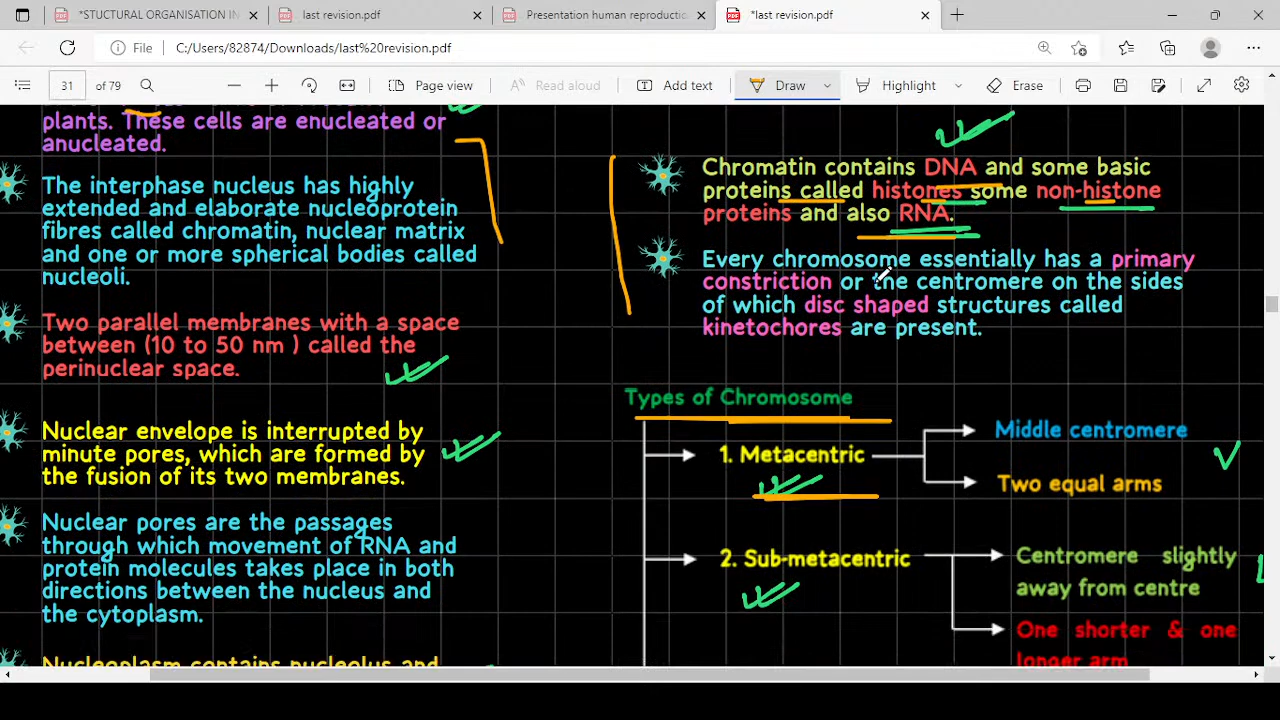 *STUCTURAL ORGANISATION IN
last revision.pdf
Presentation human reproductio
*last revision.pdf
File
C:/Users/82874/Downloads/last%20revision.pdf
31 of 79
Page view
Read aloud
Add text
Draw
Highlight
Erase
plants. These cells are enucleated or
anucleated.
The interphase nucleus has highly
extended and elaborate nucleoprotein
fibres called chromatin, nuclear matrix
and one or more spherical bodies called
nucleoli.
Two parallel membranes with a space
between (10 to 50 nm ) called the
perinuclear space.
Nuclear envelope is interrupted by
minute pores, which are formed by
the fusion of its two membranes.
Nuclear pores are the passages
through which movement of RNA and
protein molecules takes place in both
directions between the nucleus and
the cytoplasm.
Nucleoplasm contains nucleolus and
Chromatin contains DNA and some basic
proteins called histones some non-histone
proteins and also RNA.
Every chromosome essentially has a primary
constriction or the centromere on the sides
of which disc shaped structures called
kinetochores are present.
Types of Chromosome
1. Metacentric
Middle centromere
Two equal arms
2. Sub-metacentric
Centromere slightly
away from centre
One shorter & one
longer arm